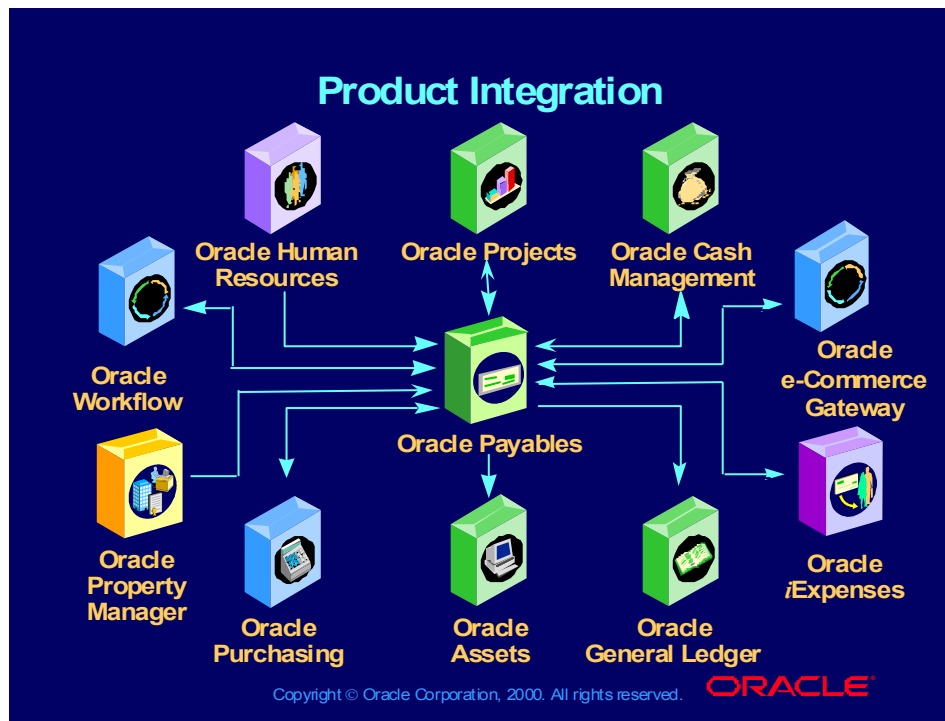 Product Integration
Oracle Human
Resources
Oracle Projects
Oracle Cash
Management
Oracle
Workflow
Oracle
e-Commerce
Gateway
Oracle Payables
Oracle
Property
Manager
Oracle
Purchasing
Oracle
Assets
Oracle
General Ledger
Oracle
iExpenses
Copyright © Oracle Corporation, 2000. All rights reserved.
ORACLE®